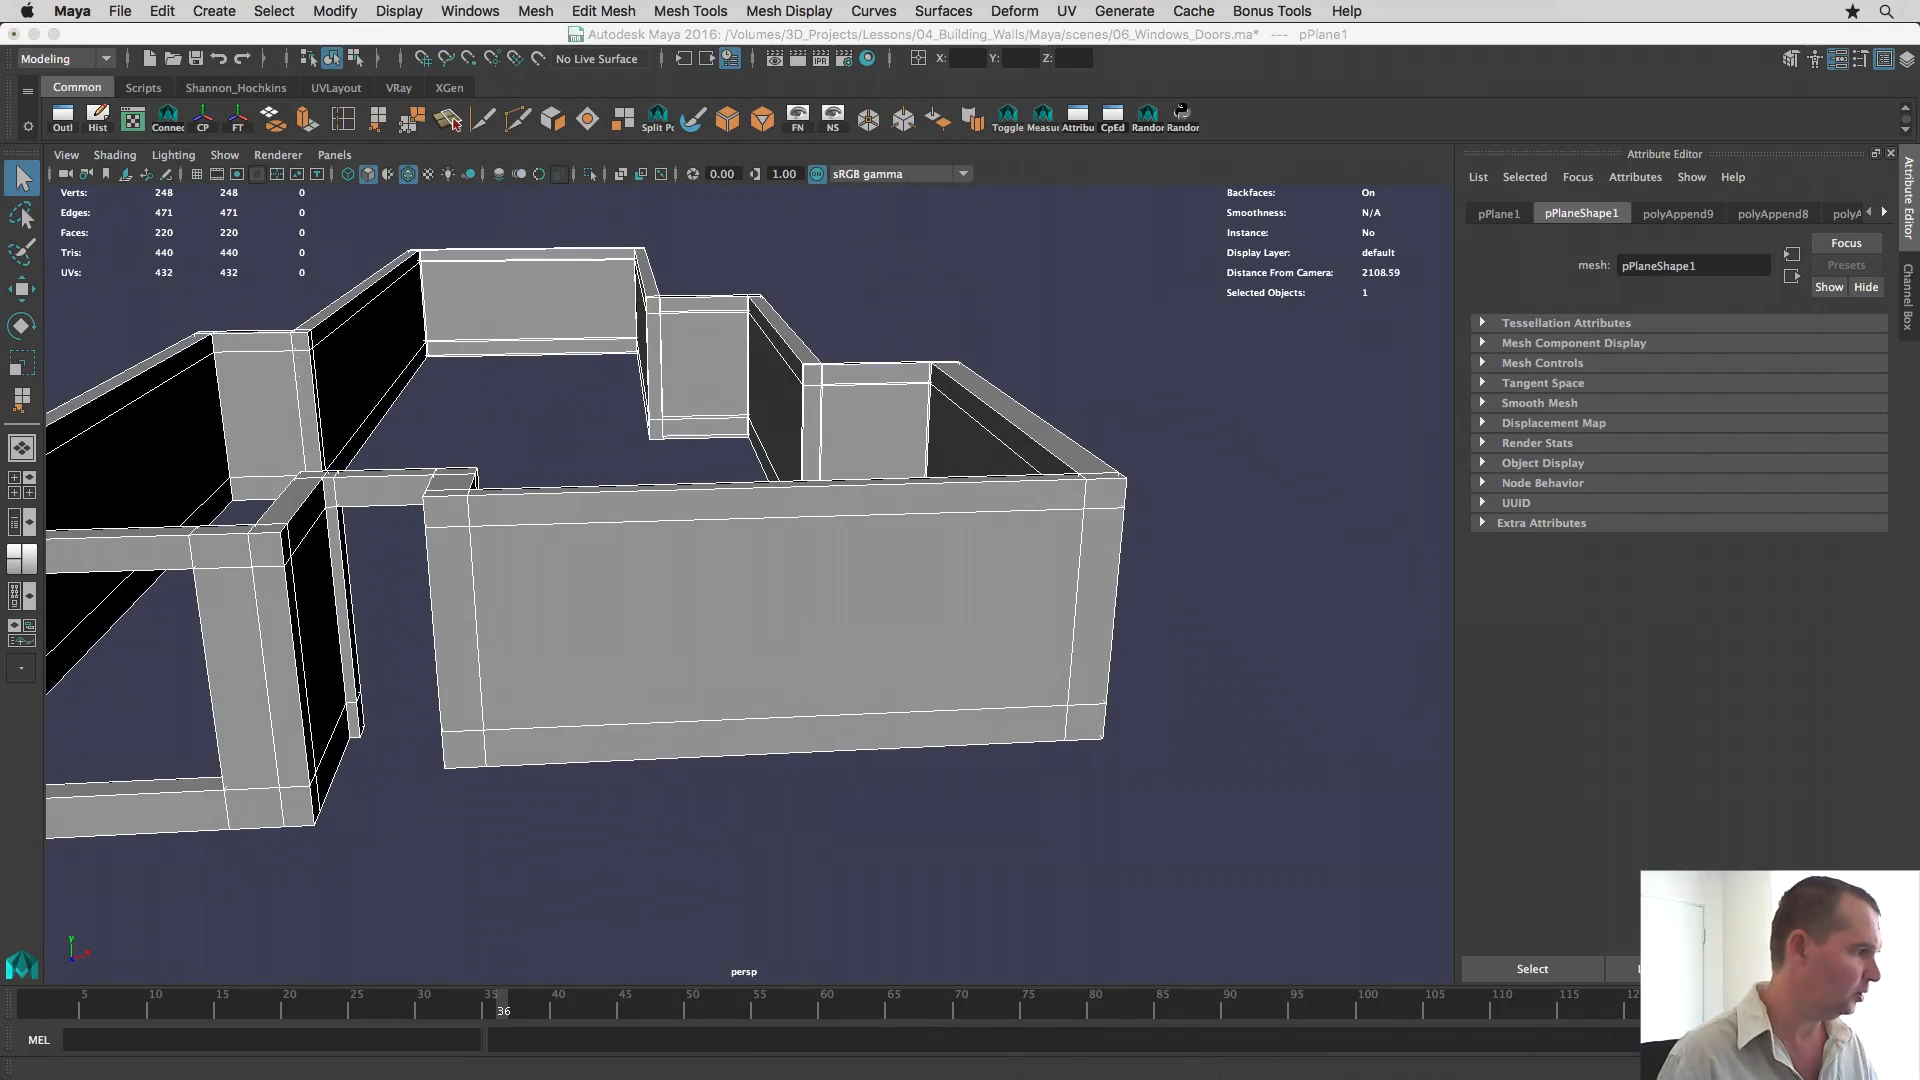 Maya File Edit Create Select Modify Display Windows Mesh Edit Mesh Mesh Tools Mesh Display Curves Surfaces Deform UV Generate Cache Bonus Tools Help
Autodesk Maya 2016: /Volumes/3D_Projects/Lessons/04_Building_Walls/Maya/scenes/06_Windows_Doors.ma* --- pPlane1
Modeling No Live Surface X: Y: Z:
Common Scripts Shannon_Hochkins UVLayout VRay XGen
Outl Hist Connec CP FT Split Po FN NS Toggle Measu Attribu CpEd Randor Randor
View Shading Lighting Show Renderer Panels
0.00 1.00 sRGB gamma
Verts: 248 248 0
Edges: 471 471 0
Faces: 220 220 0
Tris: 440 440 0
UVs: 432 432 0
Backfaces: On
Smoothness: N/A
Instance: No
Display Layer: default
Distance From Camera: 2108.59
Selected Objects: 1
persp
Attribute Editor
List Selected Focus Attributes Show Help
pPlane1 pPlaneShape1 polyAppend9 polyAppend8 polyA
Focus
mesh: pPlaneShape1
Presets
Show Hide
Tessellation Attributes
Mesh Component Display
Mesh Controls
Tangent Space
Smooth Mesh
Displacement Map
Render Stats
Object Display
Node Behavior
UUID
Extra Attributes
Select L
Attribute Editor
Channel Box
5 10 15 20 25 30 35 40 45 50 55 60 65 70 75 80 85 90 95 100 105 110 115 12
36
MEL